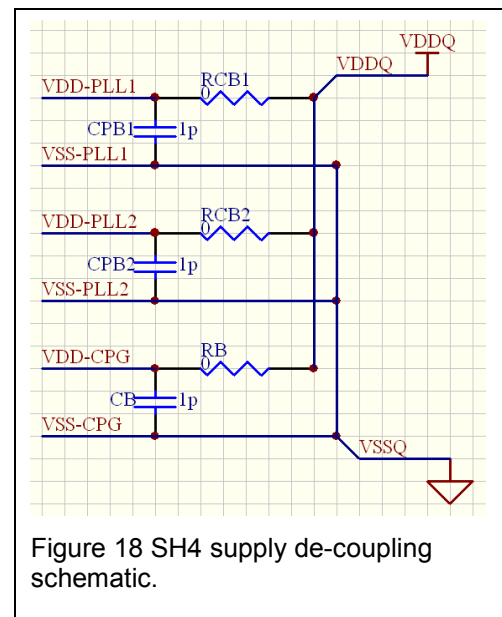 VDDQ
VDDQ
VDD-PLL1
RCB1
0
CPB1
1p
VSS-PLL1
VDD-PLL2
RCB2
0
CPB2
1p
VSS-PLL2
VDD-CPG
RB
0
CB
1p
VSS-CPG
VSSQ
Figure 18 SH4 supply de-coupling
schematic.